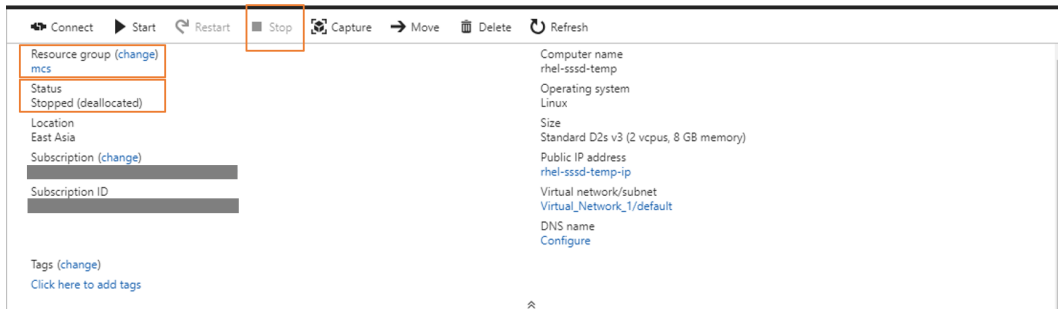 Connect Start Restart Stop Capture Move Delete Refresh
Resource group (change)
mcs
Status
Stopped (deallocated)
Location
East Asia
Subscription (change)
Subscription ID
Tags (change)
Click here to add tags
Computer name
rhel-sssd-temp
Operating system
Linux
Size
Standard D2s v3 (2 vcpus, 8 GB memory)
Public IP address
rhel-sssd-temp-ip
Virtual network/subnet
Virtual_Network_1/default
DNS name
Configure